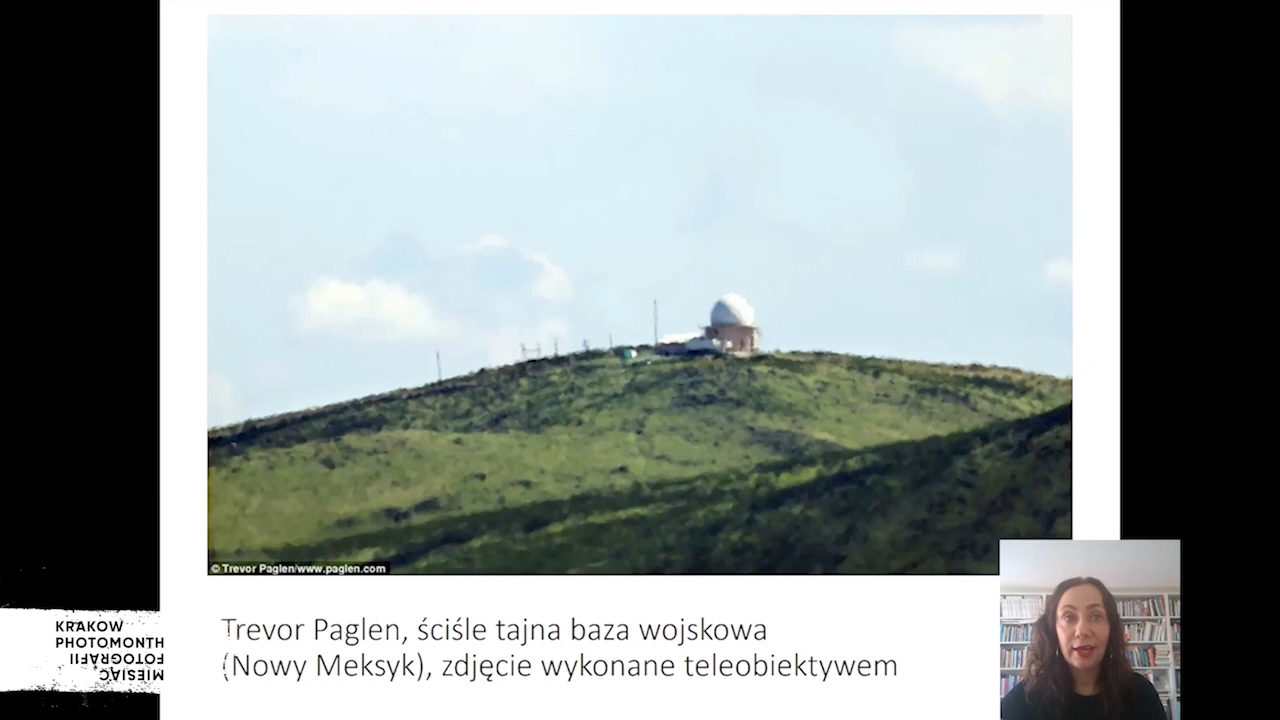 © Trevor Paglen/www.paglen.com
Trevor Paglen, ściśle tajna baza wojskowa
(Nowy Meksyk), zdjęcie wykonane teleobiektywem
KRAKOW
PHOTOMONTH
FOTOGRAFII
MIESIĄC